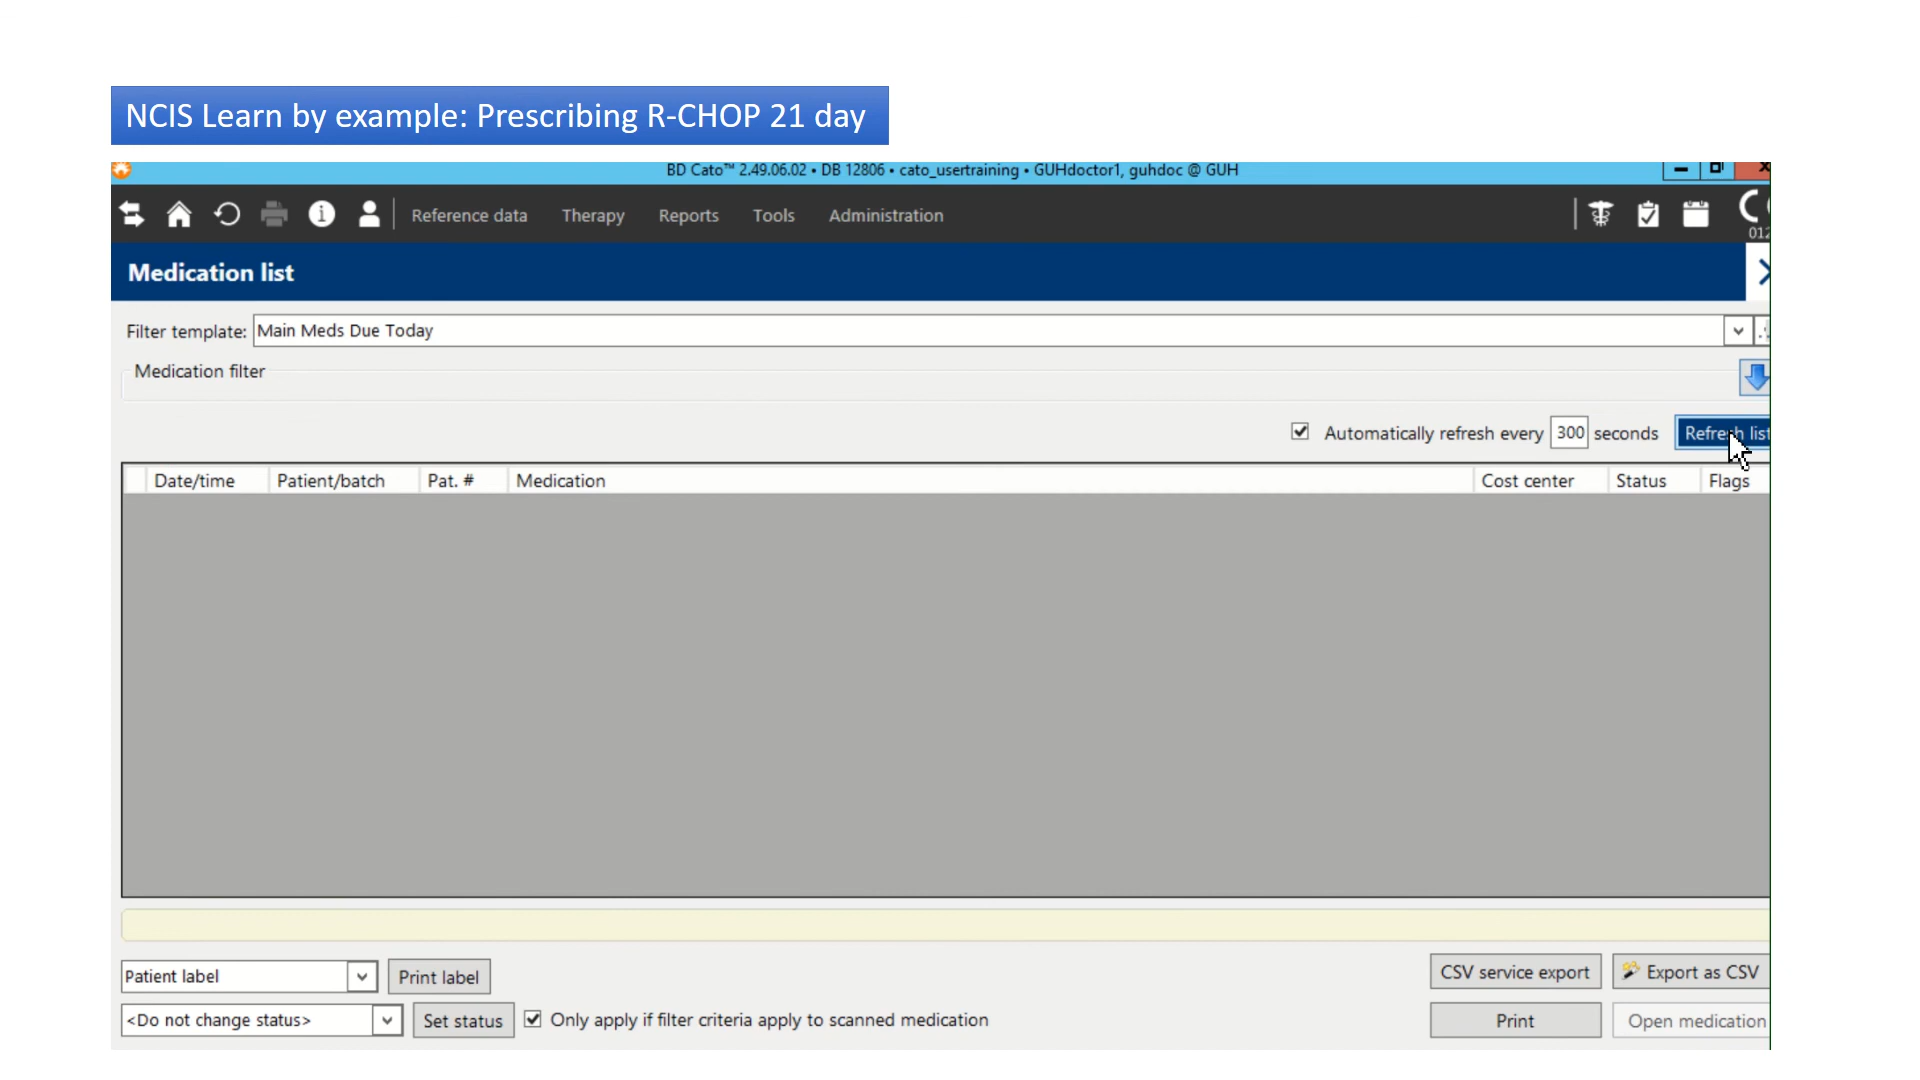 NCIS Learn by example: Prescribing R-CHOP 21 day
BD Cato™ 2.49.06.02 • DB 12806 • cato_usertraining • GUHdoctor1, guhdoc @ GUH
Reference data Therapy Reports Tools Administration
012
Medication list
Filter template: Main Meds Due Today
Medication filter
Automatically refresh every 300 seconds Refresh list
Date/time Patient/batch Pat. # Medication Cost center Status Flags
Patient label Print label CSV service export Export as CSV
<Do not change status> Set status Only apply if filter criteria apply to scanned medication Print Open medication